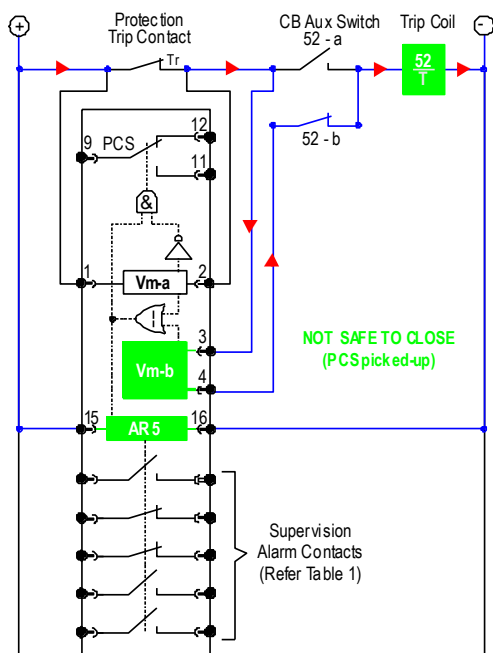 +
Protection
Trip Contact
CB Aux Switch
52 - a
Trip Coil
-
Tr
52
T
12
9
PCS
11
52 - b
&
1
Vm-a
2
3
Vm-b
4
NOT SAFE TO CLOSE
(PCS picked-up)
15
AR 5
16
Supervision
Alarm Contacts
(Refer Table 1)